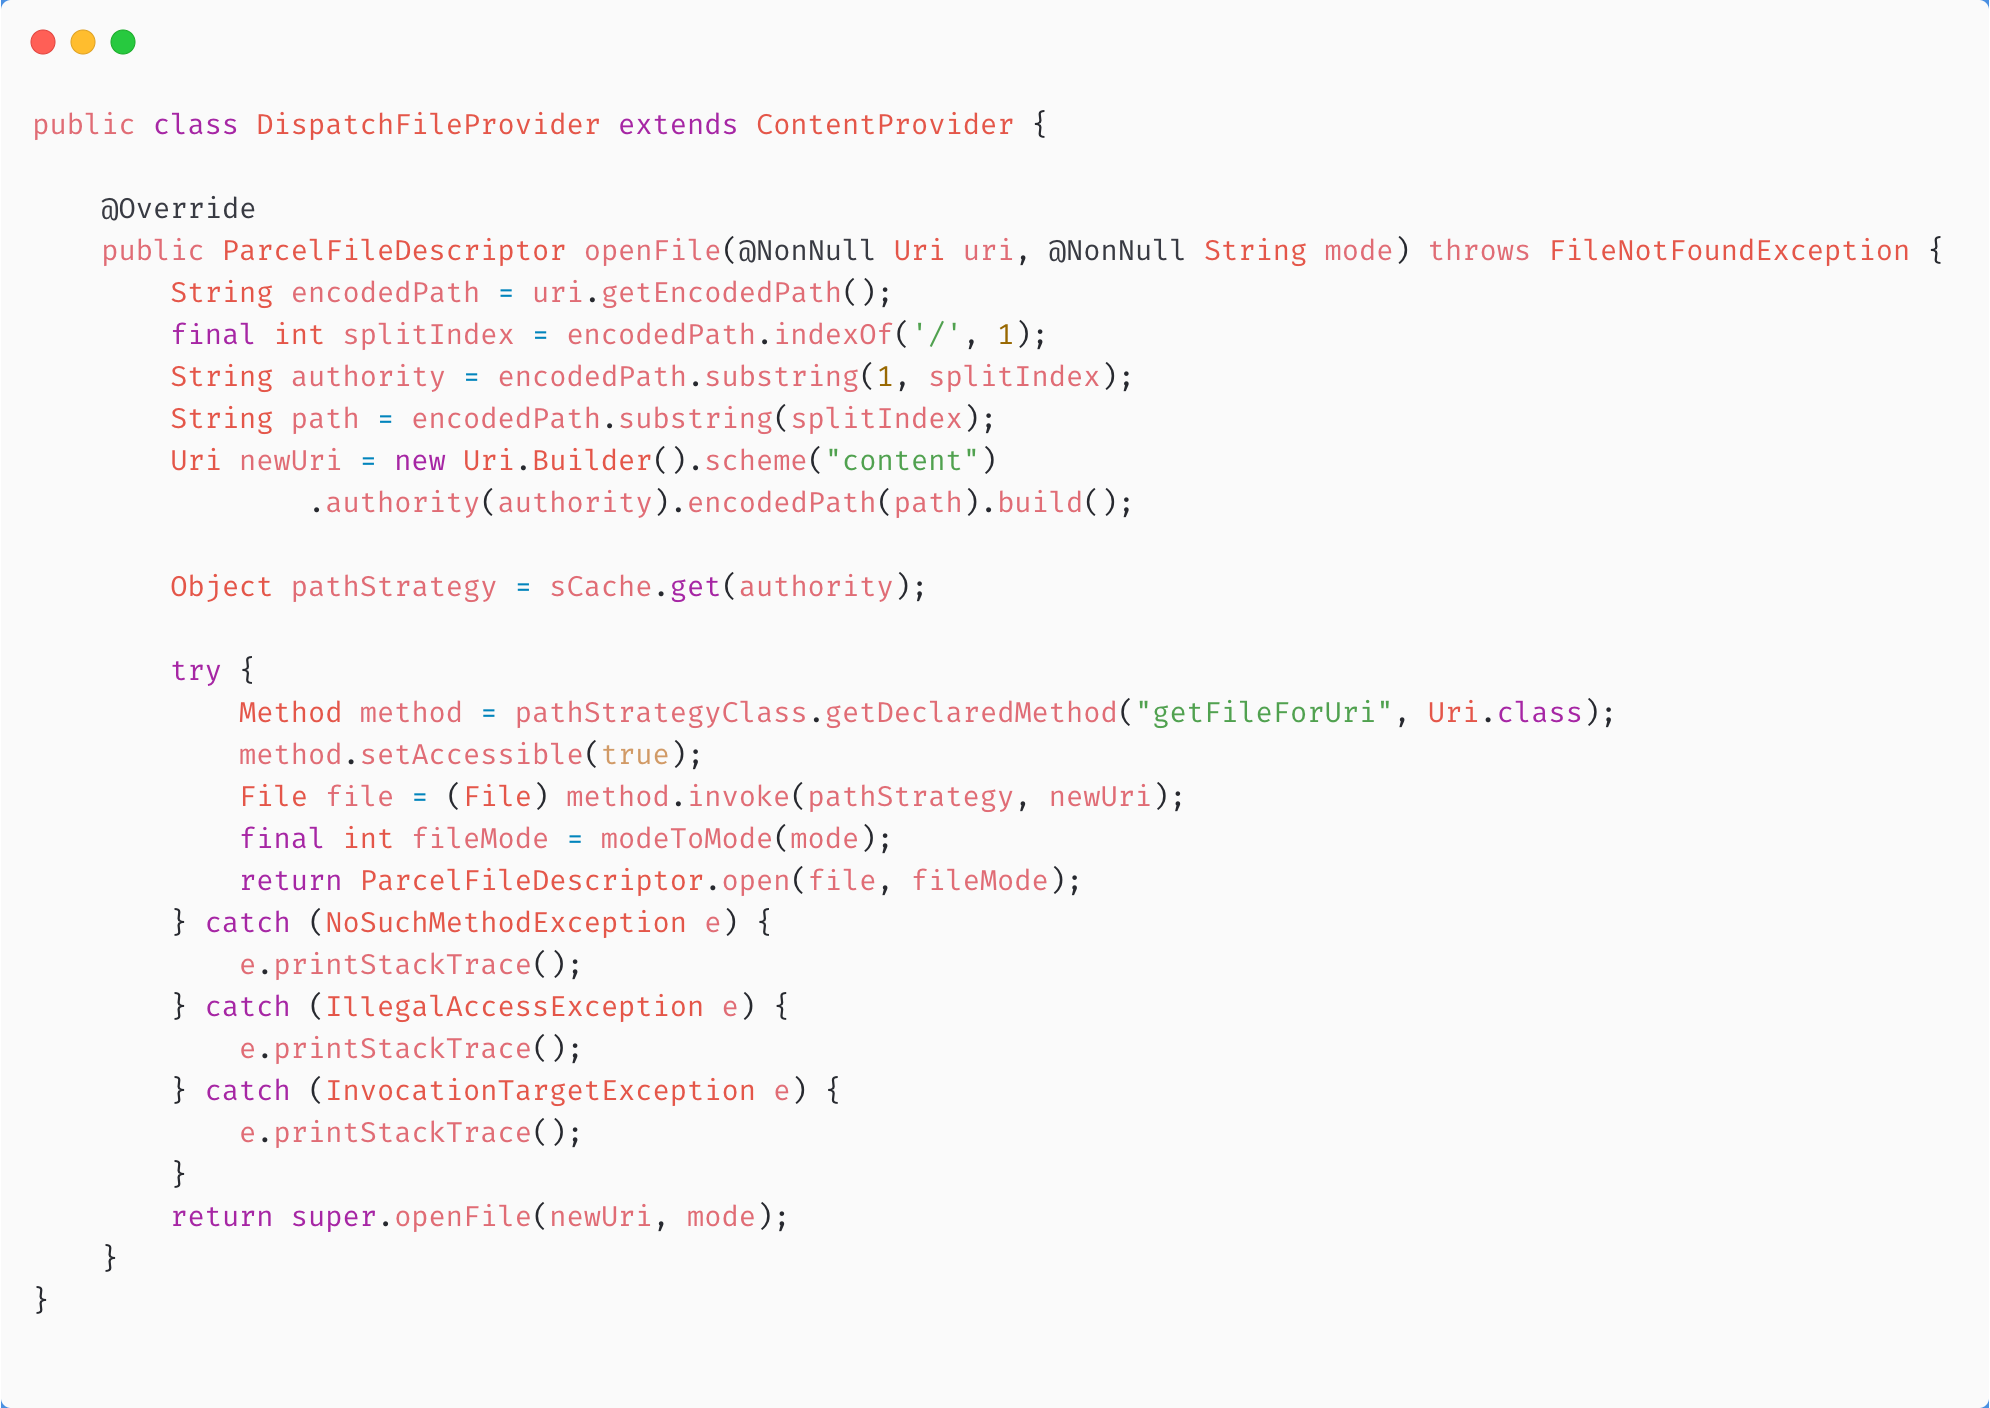 public class DispatchFileProvider extends ContentProvider {
@Override
public ParcelFileDescriptor openFile(@NonNull Uri uri, @NonNull String mode) throws FileNotFoundException {
String encodedPath = uri.getEncodedPath();
final int splitIndex = encodedPath.indexOf('/', 1);
String authority = encodedPath.substring(1, splitIndex);
String path = encodedPath.substring(splitIndex);
Uri newUri = new Uri.Builder().scheme("content")
.authority(authority).encodedPath(path).build();
Object pathStrategy = sCache.get(authority);
try {
Method method = pathStrategyClass.getDeclaredMethod("getFileForUri", Uri.class);
method.setAccessible(true);
File file = (File) method.invoke(pathStrategy, newUri);
final int fileMode = modeToMode(mode);
return ParcelFileDescriptor.open(file, fileMode);
} catch (NoSuchMethodException e) {
e.printStackTrace();
} catch (IllegalAccessException e) {
e.printStackTrace();
} catch (InvocationTargetException e) {
e.printStackTrace();
}
return super.openFile(newUri, mode);
}
}